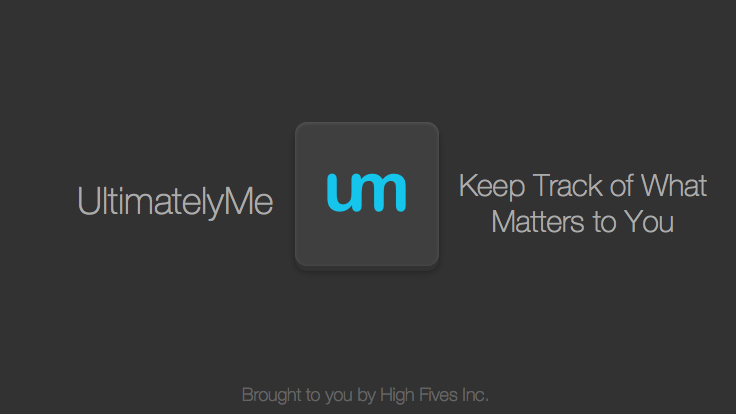 UltimatelyMe
um
Keep Track of What
Matters to You
Brought to you by High Fives Inc.